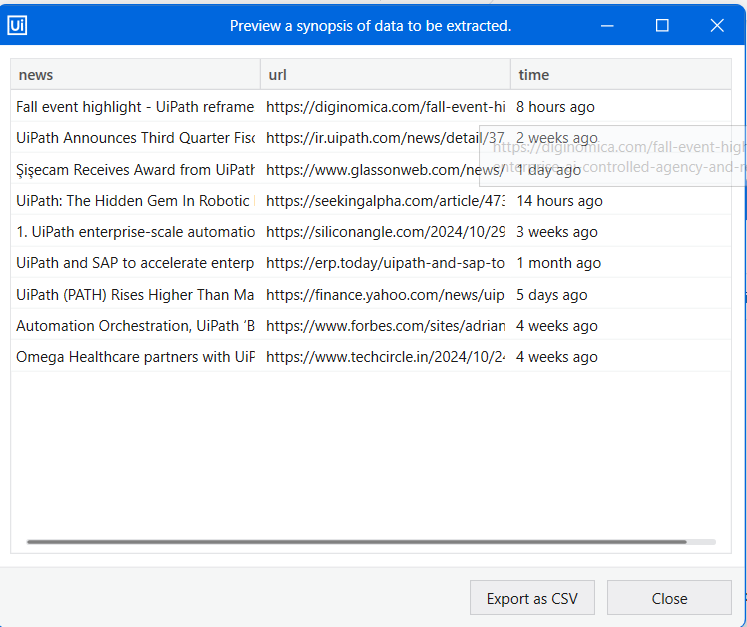 Ui Preview a synopsis of data to be extracted.
news url time
Fall event highlight - UiPath reframe https://diginomica.com/fall-event-hi 8 hours ago
UiPath Announces Third Quarter Fisc https://ir.uipath.com/news/detail/37 2 weeks ago
https://diginomica.com/fall-event-high
Şişecam Receives Award from UiPath https://www.glassonweb.com/news/ 1 day ago
enterprise-ai-controlled-agency-and-r
UiPath: The Hidden Gem In Robotic https://seekingalpha.com/article/473 14 hours ago
1. UiPath enterprise-scale automatio https://siliconangle.com/2024/10/29 3 weeks ago
UiPath and SAP to accelerate enterp https://erp.today/uipath-and-sap-to 1 month ago
UiPath (PATH) Rises Higher Than Ma https://finance.yahoo.com/news/uip 5 days ago
Automation Orchestration, UiPath ‘B https://www.forbes.com/sites/adrian 4 weeks ago
Omega Healthcare partners with UiP https://www.techcircle.in/2024/10/24 4 weeks ago
Export as CSV Close